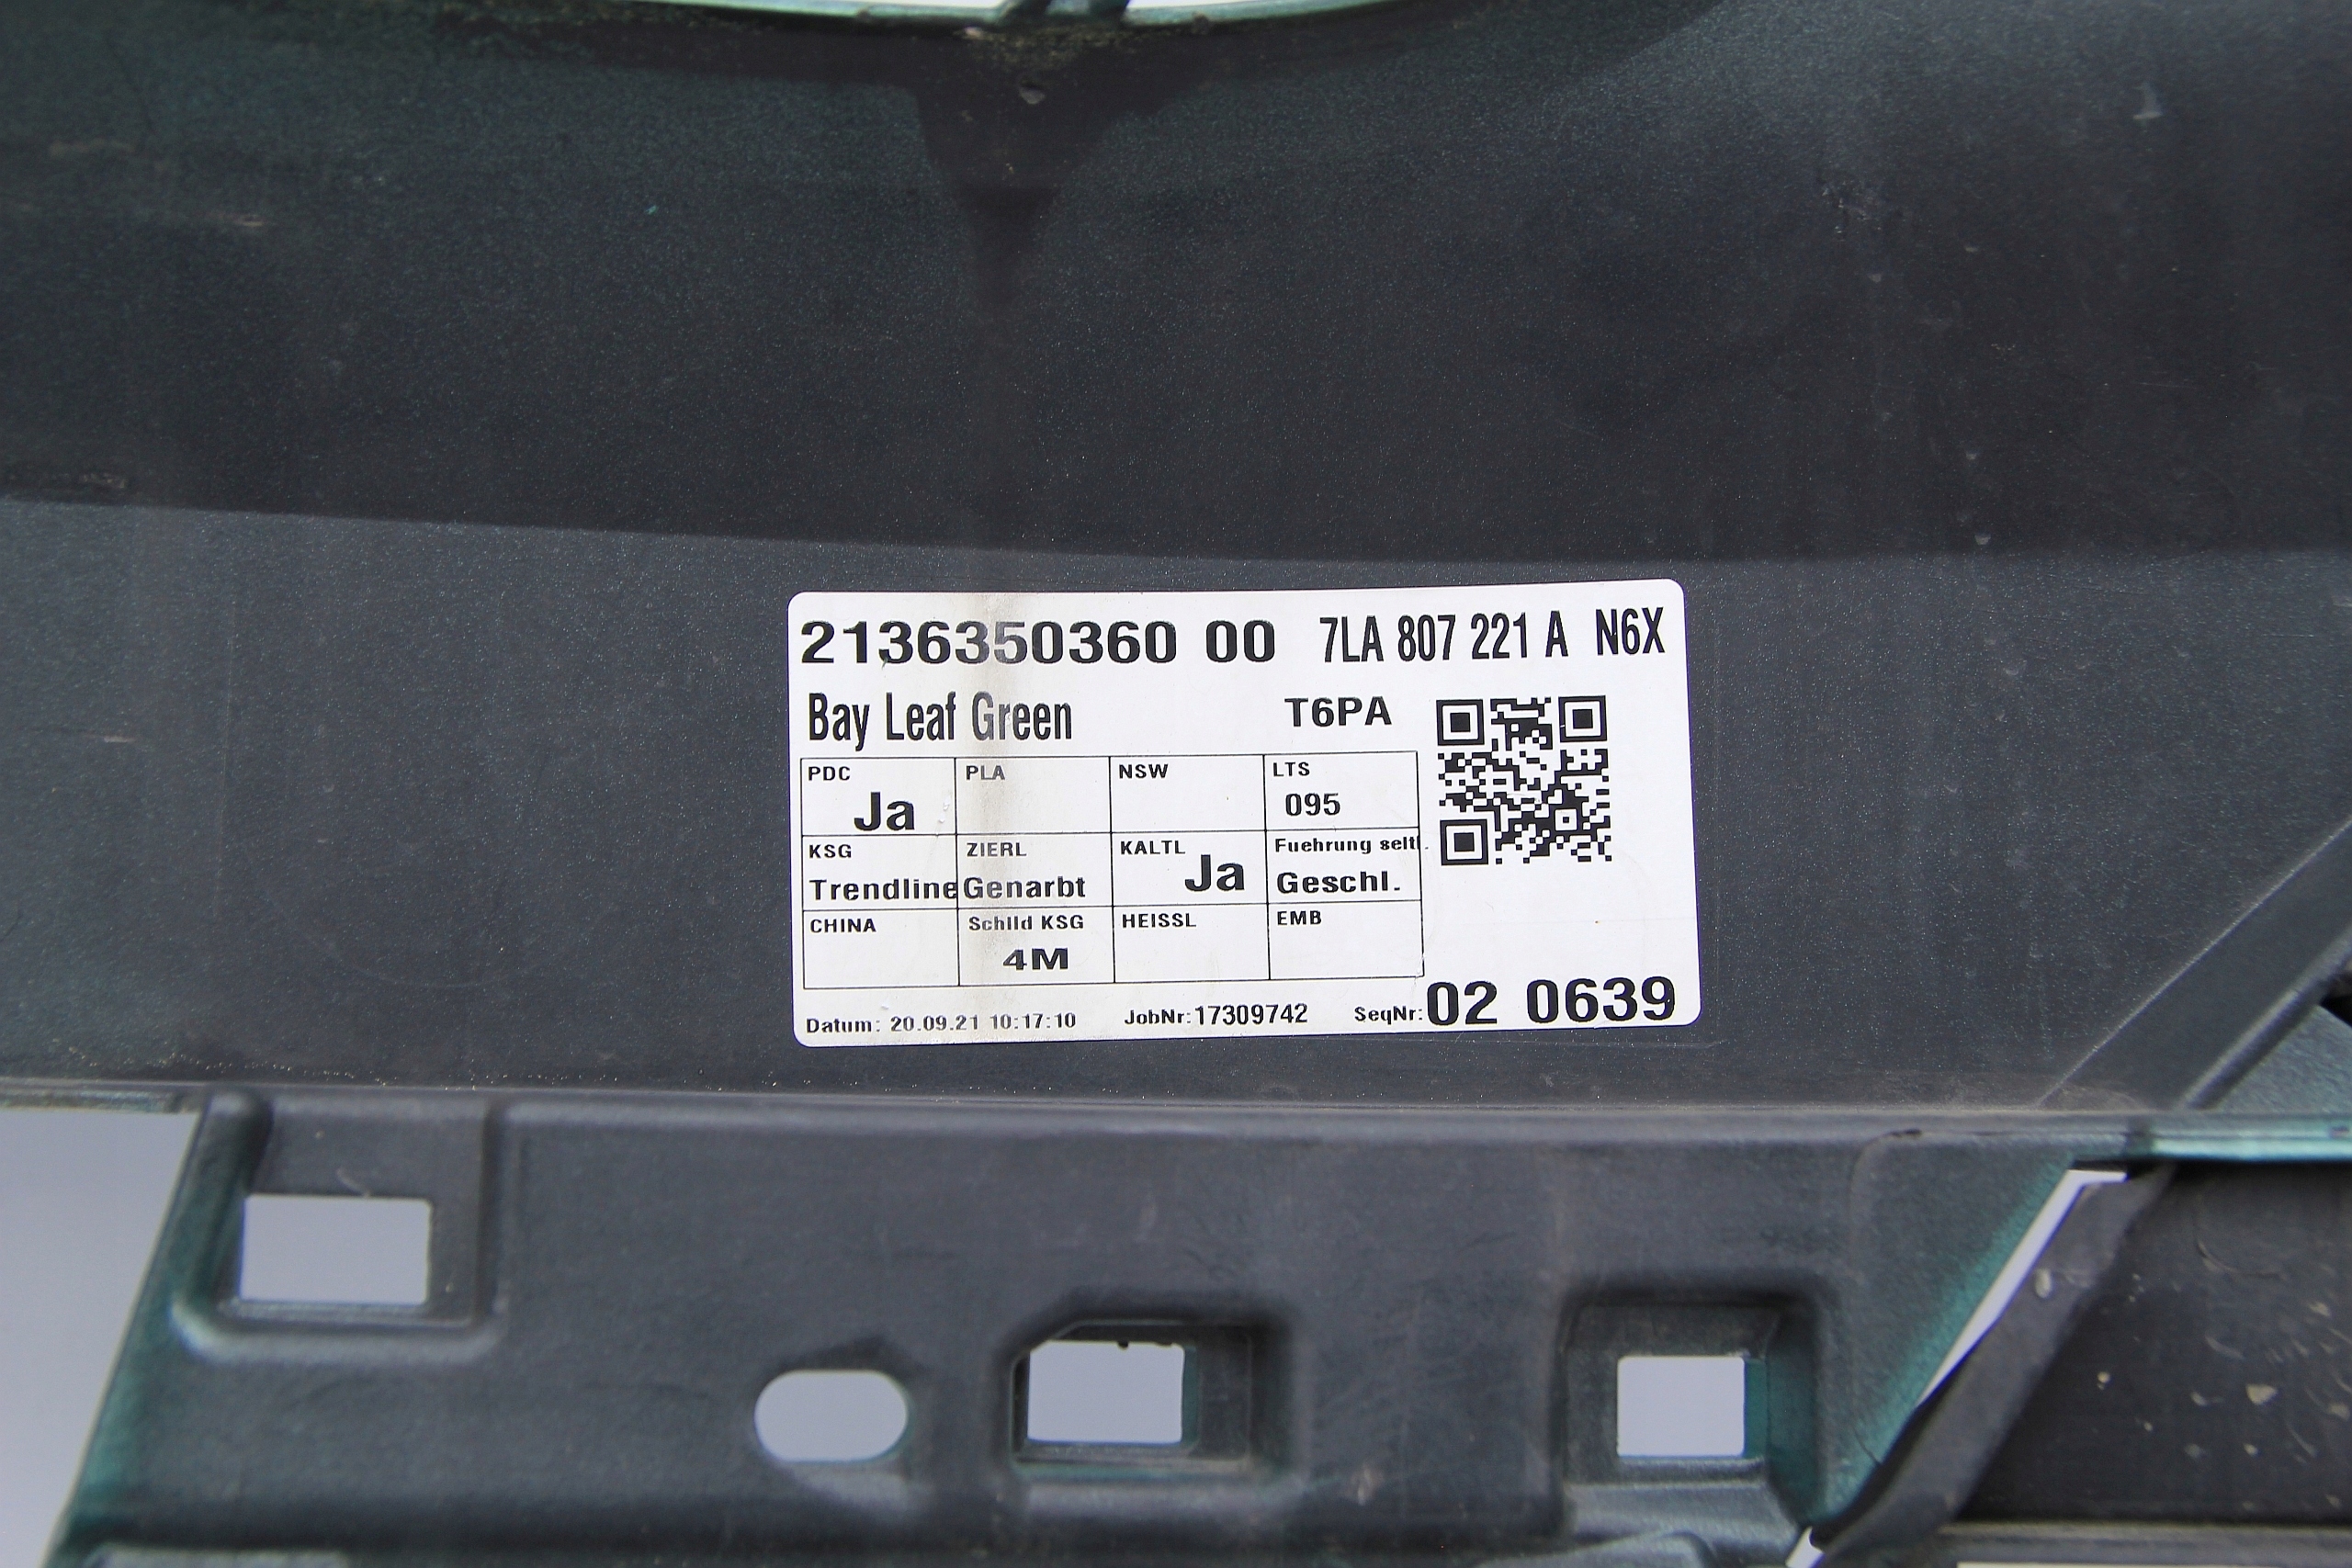 2136350360 00 7LA 807 221 A N6X
Bay Leaf Green T6PA
PDC PLA NSW LTS
Ja 095
KSG ZIERL KALTL Fuehrung seitl.
Trendline Genarbt Ja Geschl.
CHINA Schild KSG HEISSL EMB
4M
Datum: 20.09.21 10:17:10 JobNr: 17309742 SeqNr: 02 0639